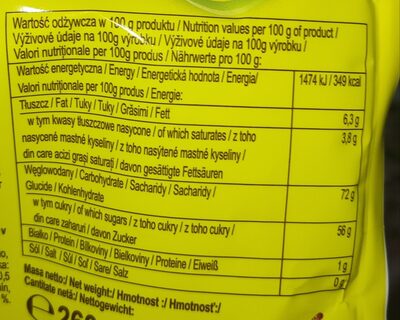 Wartość odżywcza w 100 g produktu / Nutrition values per 100 g of product /
Výživové údaje na 100g výrobku / Výživové údaje na 100g výrobku /
Valori nutriționale per 100g produs / Nährwerte pro 100 g:
Wartość energetyczna / Energy / Energetická hodnota / Energia/
Valori nutriționale per 100g produs / Energie:
1474 kJ / 349 kcal
Tłuszcz / Fat / Tuky / Tuky / Grăsimi / Fett
6,3 g
w tym kwasy tłuszczowe nasycone / of which saturates / z toho
nasycené mastné kyseliny / z toho nasýtené mastné kyseliny /
din care acizi grași saturați / davon gesättigte Fettsäuren
3,8 g
Węglowodany / Carbohydrate / Sacharidy / Sacharidy /
Glucide / Kohlenhydrate
72 g
w tym cukry / of which sugars / z toho cukry / z toho cukry /
din care zaharuri / davon Zucker
56 g
Białko / Protein / Bílkoviny / Bielkoviny / Proteine / Eiweiß
1 g
Sól / Salt / Sůl / Soľ / Sare/ Salz
0 g
Masa netto:/ Net weight:/ Hmotnost :/ Hmotnosť:/
Cantitate netă:/ Nettogewicht:
e